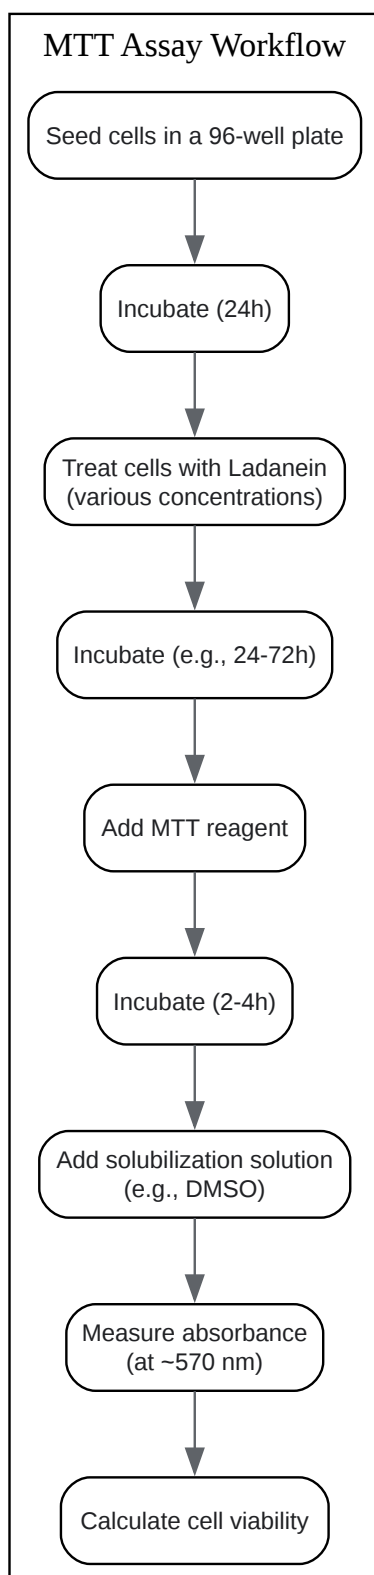 MTT Assay Workflow
Seed cells in a 96-well plate
Incubate (24h)
Treat cells with Ladanein
(various concentrations)
Incubate (e.g., 24-72h)
Add MTT reagent
Incubate (2-4h)
Add solubilization solution
(e.g., DMSO)
Measure absorbance
(at ~570 nm)
Calculate cell viability